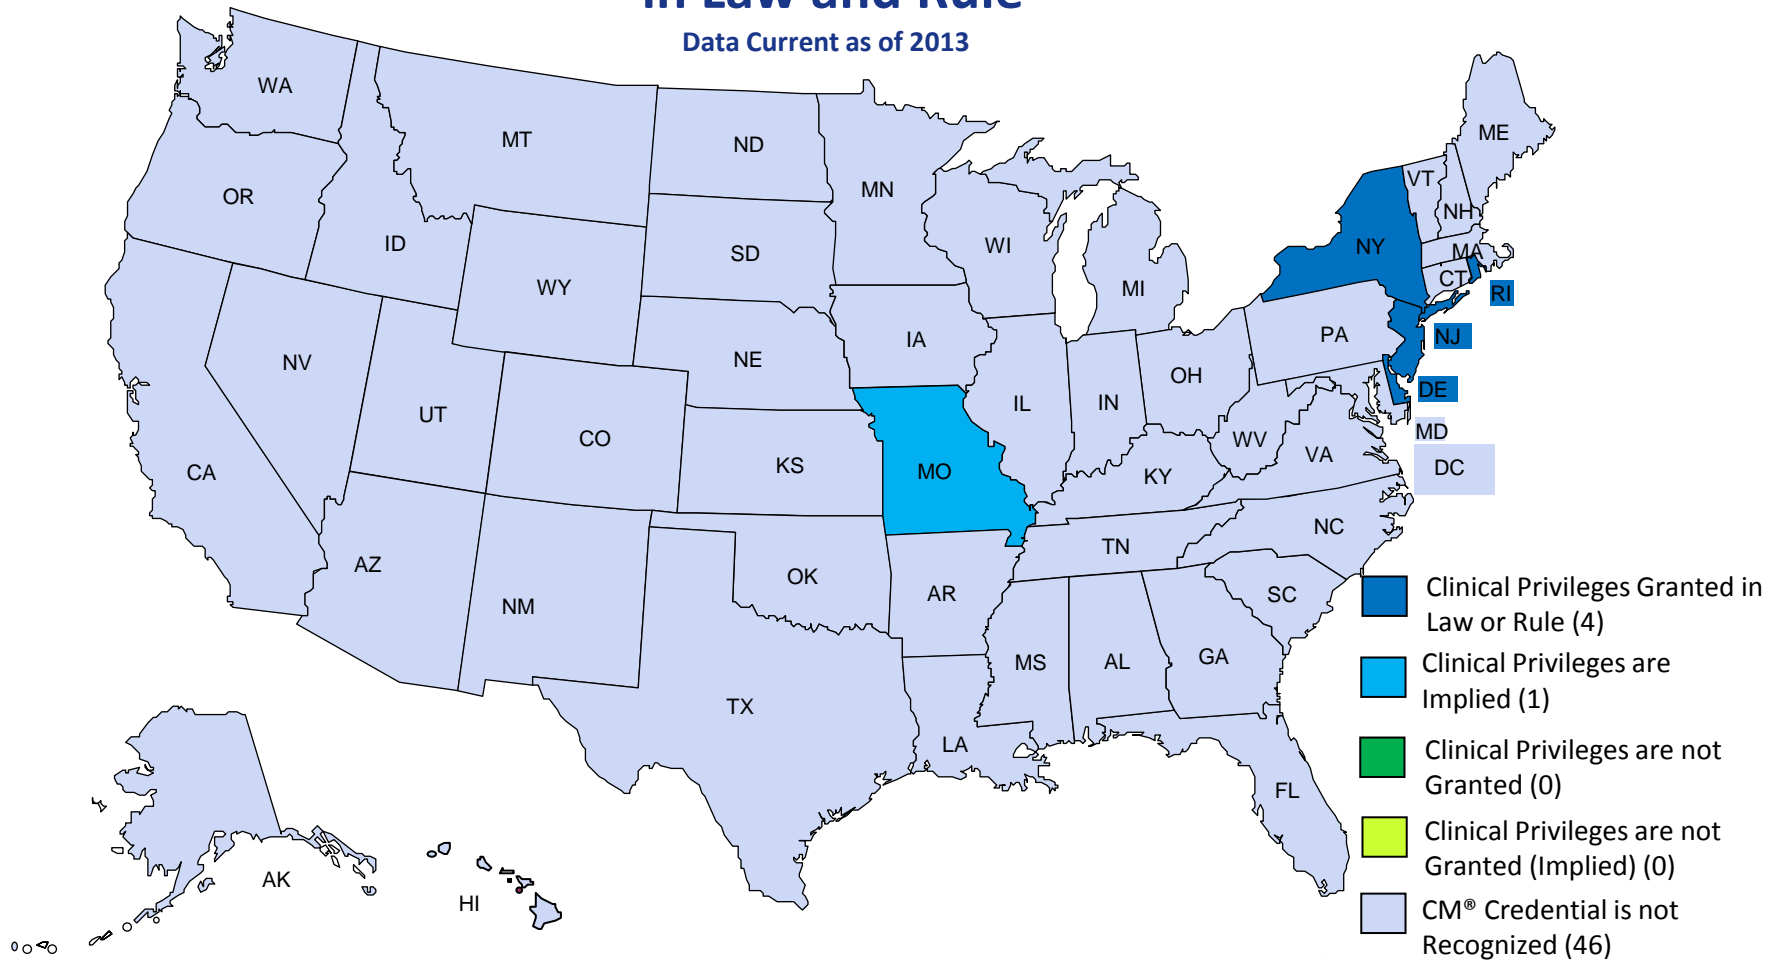 in Law and Rule
Data Current as of 2013
WA
MT
ND
MN
ME
OR
ID
SD
WI
VT
NH
NY
MA
CT
RI
WY
MI
NV
NE
IA
PA
NJ
UT
CO
IL
IN
OH
DE
CA
KS
MO
KY
WV
VA
MD
DC
AZ
NM
OK
AR
TN
NC
SC
TX
LA
MS
AL
GA
FL
AK
HI
Clinical Privileges Granted in
Law or Rule (4)
Clinical Privileges are
Implied (1)
Clinical Privileges are not
Granted (0)
Clinical Privileges are not
Granted (Implied) (0)
CM® Credential is not
Recognized (46)